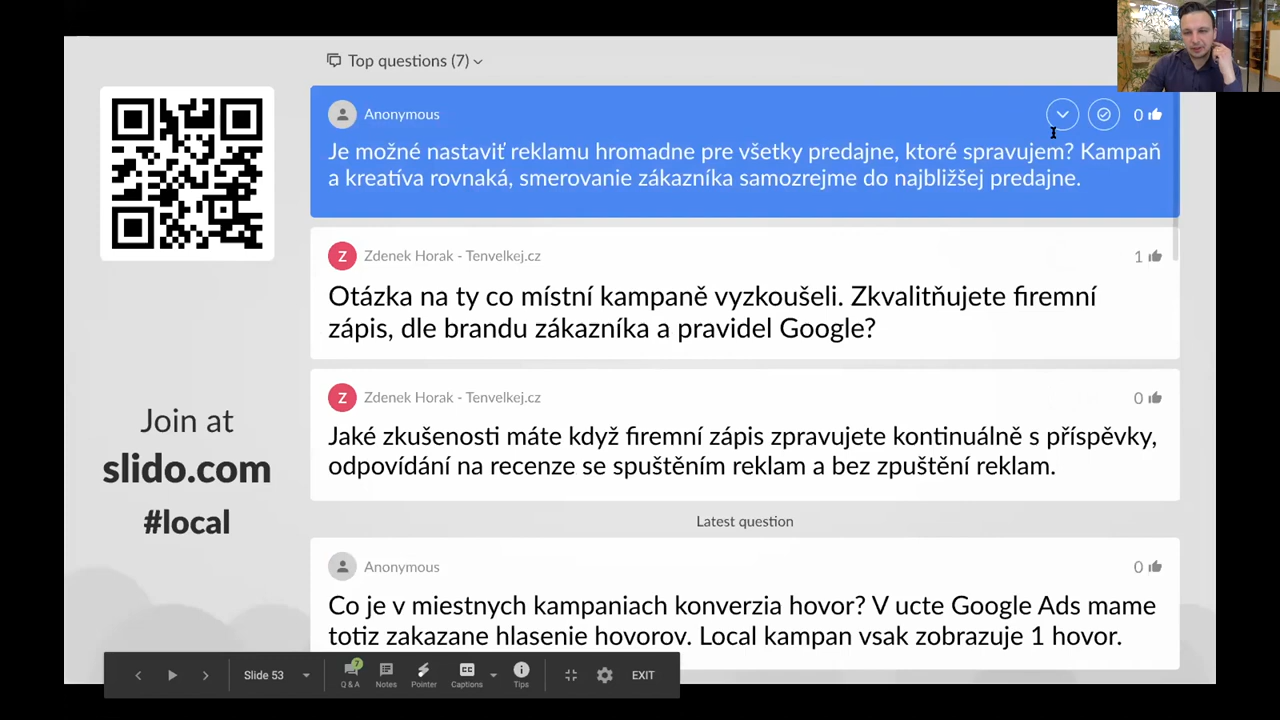 Top questions (7)
Anonymous
0
Je možné nastaviť reklamu hromadne pre všetky predajne, ktoré spravujem? Kampaň
a kreatíva rovnaká, smerovanie zákazníka samozrejme do najbližšej predajne.
Z
Zdenek Horak - Tenvelkej.cz
1
Otázka na ty co místní kampaně vyzkoušeli. Zkvalitňujete firemní
zápis, dle brandu zákazníka a pravidel Google?
Z
Zdenek Horak - Tenvelkej.cz
0
Jaké zkušenosti máte když firemní zápis zpravujete kontinuálně s příspěvky,
odpovídání na recenze se spuštěním reklam a bez zpuštění reklam.
Latest question
Anonymous
0
Co je v miestnych kampaniach konverzia hovor? V ucte Google Ads mame
totiz zakazane hlasenie hovorov. Local kampan vsak zobrazuje 1 hovor.
Join at
slido.com
#local
Slide 53
7
Q & A
Notes
Pointer
CC
Captions
Tips
EXIT